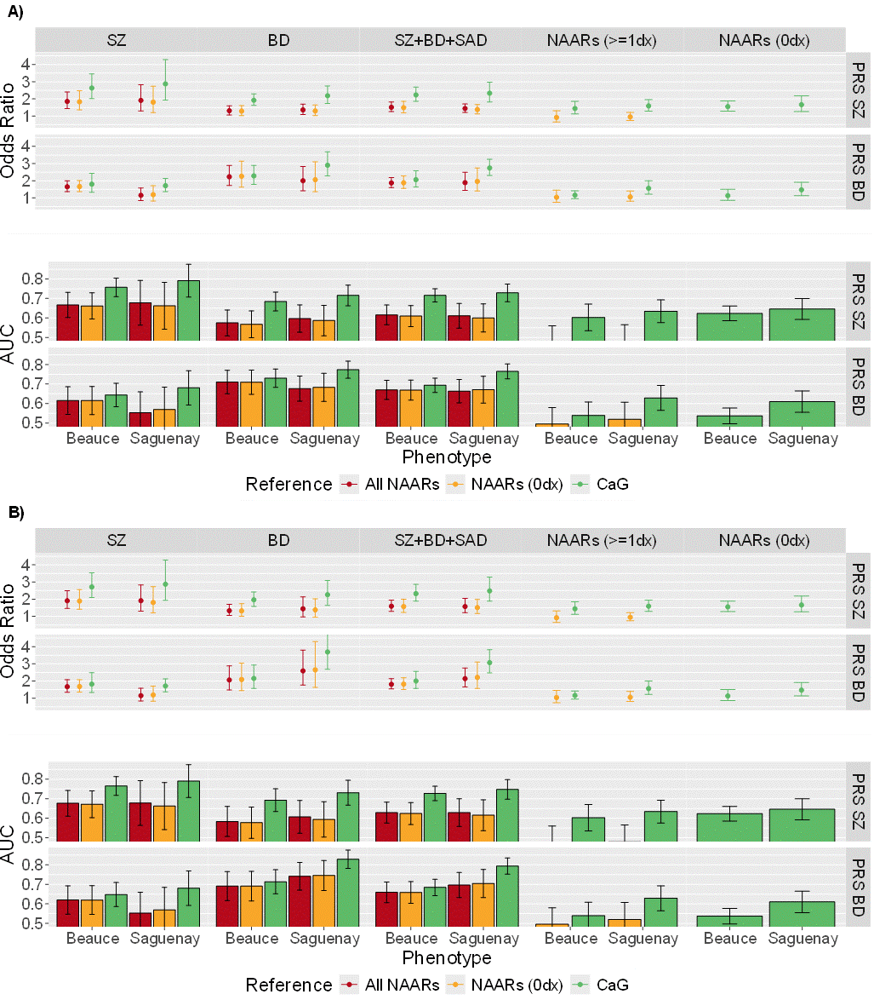 A)
SZ BD SZ+BD+SAD NAARs (>=1dx) NAARs (0dx)
Odds Ratio
4
3
2
1
PRS SZ
4
3
2
1
PRS BD
AUC
0.8
0.7
0.6
0.5
PRS SZ
0.8
0.7
0.6
0.5
PRS BD
Beauce Saguenay Beauce Saguenay Beauce Saguenay Beauce Saguenay Beauce Saguenay
Phenotype
Reference All NAARs NAARs (0dx) CaG
B)
SZ BD SZ+BD+SAD NAARs (>=1dx) NAARs (0dx)
Odds Ratio
4
3
2
1
PRS SZ
4
3
2
1
PRS BD
AUC
0.8
0.7
0.6
0.5
PRS SZ
0.8
0.7
0.6
0.5
PRS BD
Beauce Saguenay Beauce Saguenay Beauce Saguenay Beauce Saguenay Beauce Saguenay
Phenotype
Reference All NAARs NAARs (0dx) CaG